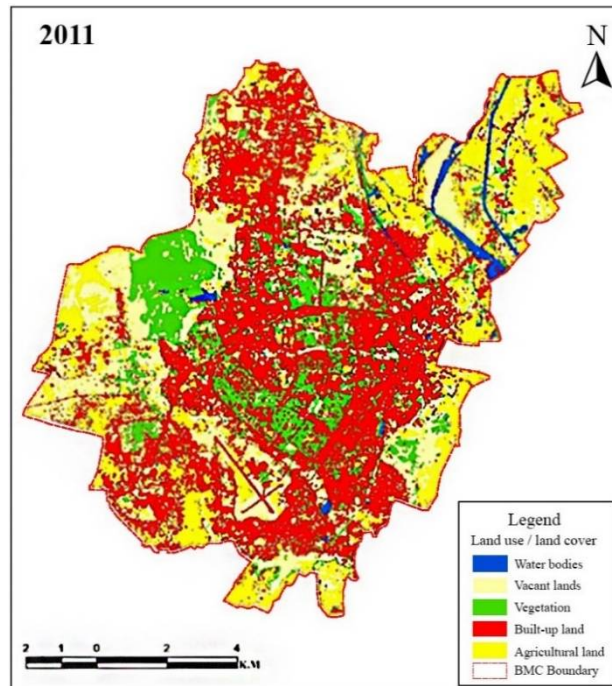 2011
N
Legend
Land use / land cover
Water bodies
Vacant lands
Vegetation
Built-up land
Agricultural land
BMC Boundary
2 1 0 2 4
K.M